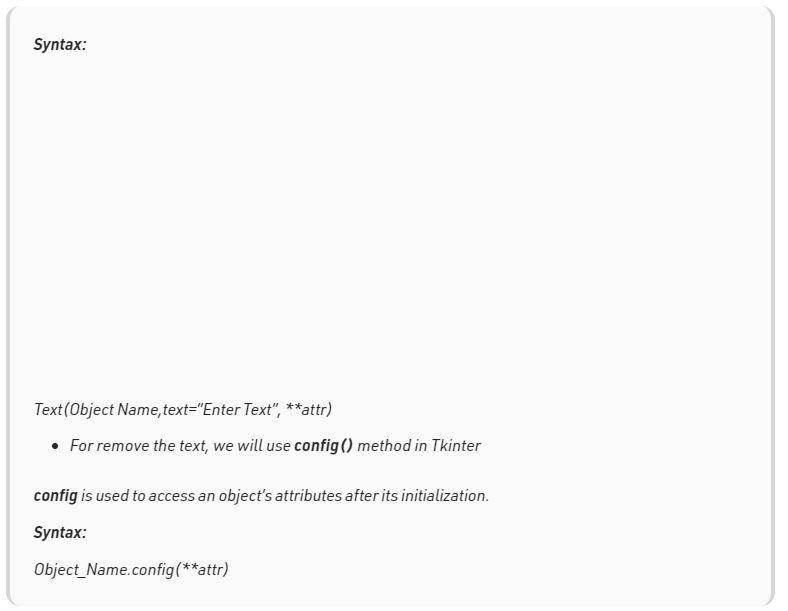 Syntax:
Text(Object Name,text="Enter Text", **attr)
• For remove the text, we will use config() method in Tkinter
config is used to access an object's attributes after its initialization.
Syntax:
Object_Name.config(**attr)